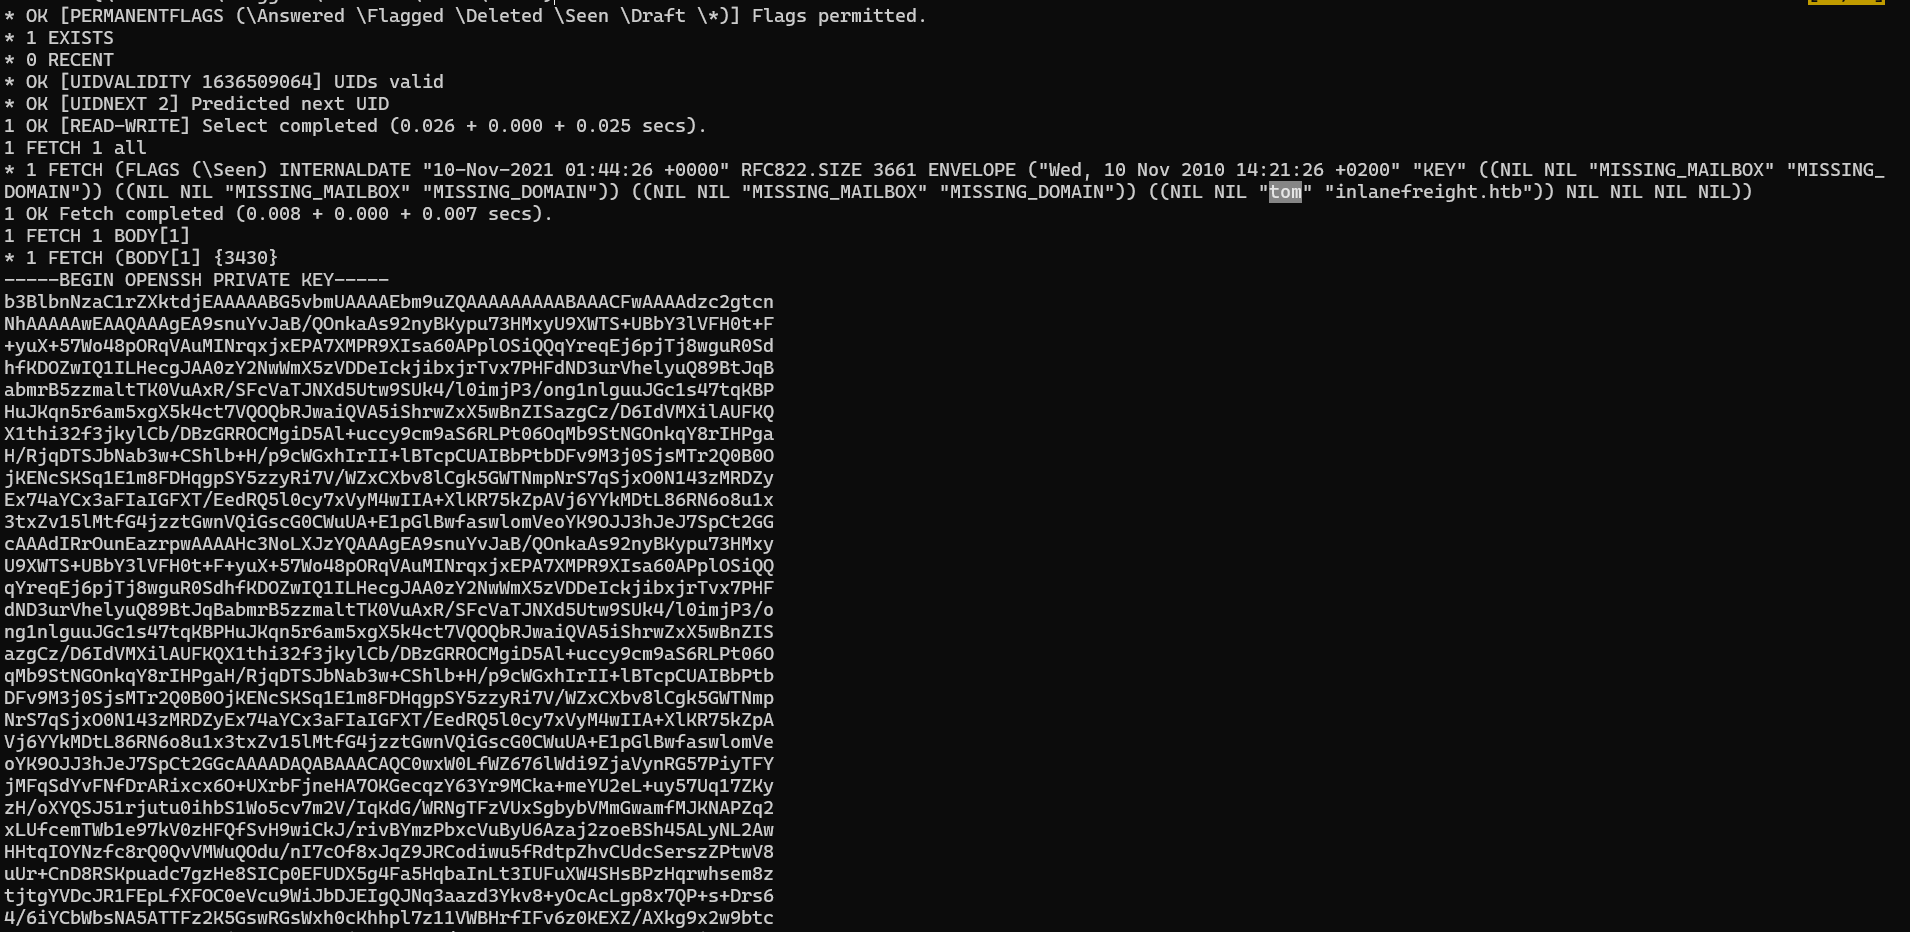 * OK [PERMANENTFLAGS (\Answered \Flagged \Deleted \Seen \Draft \*)] Flags permitted.
* 1 EXISTS
* 0 RECENT
* OK [UIDVALIDITY 1636509064] UIDs valid
* OK [UIDNEXT 2] Predicted next UID
1 OK [READ-WRITE] Select completed (0.026 + 0.000 + 0.025 secs).
1 FETCH 1 all
* 1 FETCH (FLAGS (\Seen) INTERNALDATE "10-Nov-2021 01:44:26 +0000" RFC822.SIZE 3661 ENVELOPE ("Wed, 10 Nov 2010 14:21:26 +0200" "KEY" ((NIL NIL "MISSING_MAILBOX" "MISSING_
DOMAIN")) ((NIL NIL "MISSING_MAILBOX" "MISSING_DOMAIN")) ((NIL NIL "MISSING_MAILBOX" "MISSING_DOMAIN")) ((NIL NIL "tom" "inlanefreight.htb")) NIL NIL NIL NIL))
1 OK Fetch completed (0.008 + 0.000 + 0.007 secs).
1 FETCH 1 BODY[1]
* 1 FETCH (BODY[1] {3430}
-----BEGIN OPENSSH PRIVATE KEY-----
b3BlbnNzaC1rZXktdjEAAAAABG5vbmUAAAAEbm9uZQAAAAAAAAABAAACFwAAAAdzc2gtcn
NhAAAAAwEAAQAAAgEA9snuYvJaB/QOnkaAs92nyBKypu73HMxyU9XWTS+UBbY3lVFH0t+F
+yuX+57Wo48pORqVAuMINrqxjxEPA7XMPR9XIsa60APplOSiQQqYreqEj6pjTj8wguR0Sd
hfKDOZwIQ1ILHecgJAA0zY2NwWmX5zVDDeIckjibxjrTvx7PHFdND3urVhelyuQ89BtJqB
abmrB5zzmaltTK0VuAxR/SFcVaTJNXd5Utw9SUk4/l0imjP3/ong1nlguuJGc1s47tqKBP
HuJKqn5r6am5xgX5k4ct7VQOQbRJwaiQVA5iShrwZxX5wBnZISazgCz/D6IdVMXilAUFKQ
X1thi32f3jkylCb/DBzGRROCMgiD5Al+uccy9cm9aS6RLPt06OqMb9StNGOnkqY8rIHPga
H/RjqDTSJbNab3w+CShlb+H/p9cWGxhIrII+lBTcpCUAIBbPtbDFv9M3j0SjsMTr2Q0B0O
jKENcSKSq1E1m8FDHqgpSY5zzyRi7V/WZxCXbv8lCgk5GWTNmpNrS7qSjxO0N143zMRDZy
Ex74aYCx3aFIaIGFXT/EedRQ5l0cy7xVyM4wIIA+XlKR75kZpAVj6YYkMDtL86RN6o8u1x
3txZv15lMtfG4jzztGwnVQiGscG0CWuUA+E1pGlBwfaswlomVeoYK9OJJ3hJeJ7SpCt2GG
cAAAdIRrOunEazrpwAAAAHc3NoLXJzYQAAAgEA9snuYvJaB/QOnkaAs92nyBKypu73HMxy
U9XWTS+UBbY3lVFH0t+F+yuX+57Wo48pORqVAuMINrqxjxEPA7XMPR9XIsa60APplOSiQQ
qYreqEj6pjTj8wguR0SdhfKDOZwIQ1ILHecgJAA0zY2NwWmX5zVDDeIckjibxjrTvx7PHF
dND3urVhelyuQ89BtJqBabmrB5zzmaltTK0VuAxR/SFcVaTJNXd5Utw9SUk4/l0imjP3/o
ng1nlguuJGc1s47tqKBPHuJKqn5r6am5xgX5k4ct7VQOQbRJwaiQVA5iShrwZxX5wBnZIS
azgCz/D6IdVMXilAUFKQX1thi32f3jkylCb/DBzGRROCMgiD5Al+uccy9cm9aS6RLPt06O
qMb9StNGOnkqY8rIHPgaH/RjqDTSJbNab3w+CShlb+H/p9cWGxhIrII+lBTcpCUAIBbPtb
DFv9M3j0SjsMTr2Q0B0OjKENcSKSq1E1m8FDHqgpSY5zzyRi7V/WZxCXbv8lCgk5GWTNmp
NrS7qSjxO0N143zMRDZyEx74aYCx3aFIaIGFXT/EedRQ5l0cy7xVyM4wIIA+XlKR75kZpA
Vj6YYkMDtL86RN6o8u1x3txZv15lMtfG4jzztGwnVQiGscG0CWuUA+E1pGlBwfaswlomVe
oYK9OJJ3hJeJ7SpCt2GGcAAAADAQABAAACAQC0wxW0LfWZ676lWdi9ZjaVynRG57PiyTFY
jMFqSdYvFNfDrARixcx6O+UXrbFjneHA7OKGecqzY63Yr9MCka+meYU2eL+uy57Uq17ZKy
zH/oXYQSJ51rjutu0ihbS1Wo5cv7m2V/IqKdG/WRNgTFzVUxSgbybVMmGwamfMJKNAPZq2
xLUfcemTWb1e97kV0zHFQfSvH9wiCkJ/rivBYmzPbxcVuByU6Azaj2zoeBSh45ALyNL2Aw
HHtqIOYNzfc8rQ0QvVMWuQOdu/nI7cOf8xJqZ9JRCodiwu5fRdtpZhvCUdcSerszZPtwV8
uUr+CnD8RSKpuadc7gzHe8SICp0EFUDX5g4Fa5HqbaInLt3IUFuXW4SHsBPzHqrwhsem8z
tjtgYVDcJR1FEpLfXFOC0eVcu9WiJbDJEIgQJNq3aazd3Ykv8+yOcAcLgp8x7QP+s+Drs6
4/6iYCbWbsNA5ATTFz2K5GswRGsWxh0cKhhpl7z11VWBHrfIFv6z0KEXZ/AXkg9x2w9btc